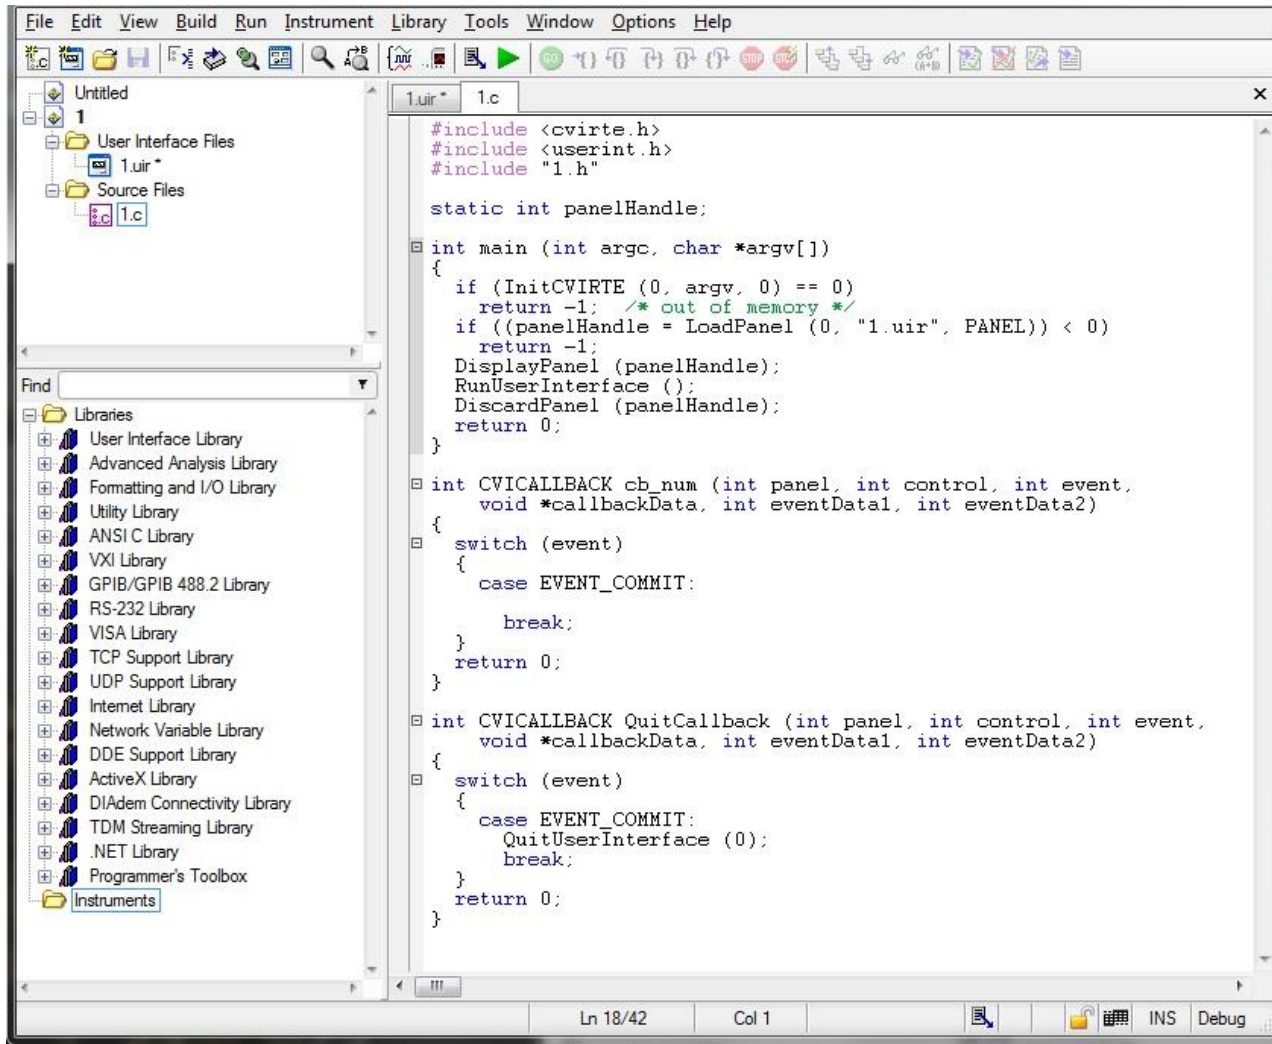 File Edit View Build Run Instrument Library Tools Window Options Help
Untitled
1
User Interface Files
1.uir *
Source Files
1.c
Find
Libraries
User Interface Library
Advanced Analysis Library
Formatting and I/O Library
Utility Library
ANSI C Library
VXI Library
GPIB/GPIB 488.2 Library
RS-232 Library
VISA Library
TCP Support Library
UDP Support Library
Internet Library
Network Variable Library
DDE Support Library
ActiveX Library
DIAdem Connectivity Library
TDM Streaming Library
.NET Library
Programmer's Toolbox
Instruments
1.uir * 1.c
#include <cvirte.h>
#include <userint.h>
#include "1.h"
static int panelHandle;
int main (int argc, char *argv[])
{
if (InitCVIRTE (0, argv, 0) == 0)
return -1; /* out of memory */
if ((panelHandle = LoadPanel (0, "1.uir", PANEL)) < 0)
return -1;
DisplayPanel (panelHandle);
RunUserInterface ();
DiscardPanel (panelHandle);
return 0;
}
int CVICALLBACK cb_num (int panel, int control, int event,
void *callbackData, int eventData1, int eventData2)
{
switch (event)
{
case EVENT_COMMIT:
break;
}
return 0;
}
int CVICALLBACK QuitCallback (int panel, int control, int event,
void *callbackData, int eventData1, int eventData2)
{
switch (event)
{
case EVENT_COMMIT:
QuitUserInterface (0);
break;
}
return 0;
}
Ln 18/42 Col 1 INS Debug